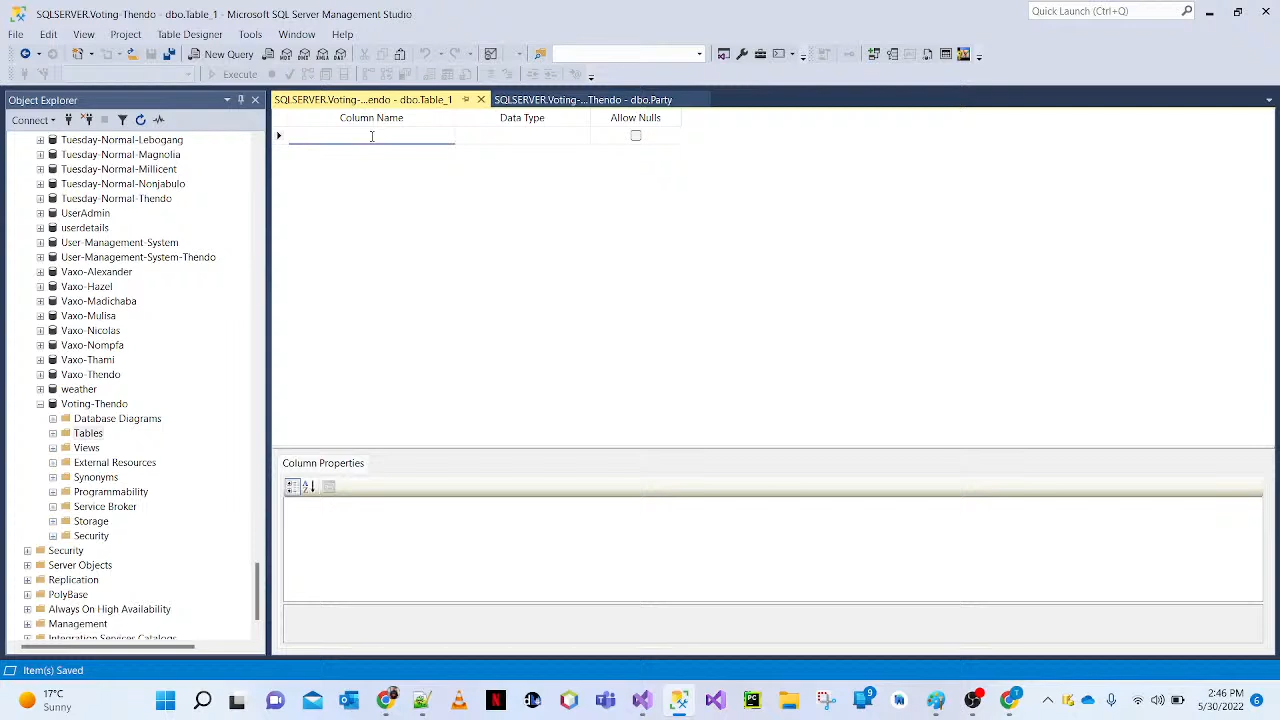 SQLSERVER.Voting-Thendo - dbo.Table_1 - Microsoft SQL Server Management Studio
Quick Launch (Ctrl+Q)
File Edit View Project Table Designer Tools Window Help
New Query
Execute
Object Explorer
SQLSERVER.Voting-...endo - dbo.Table_1
SQLSERVER.Voting-...Thendo - dbo.Party
Connect
Column Name Data Type Allow Nulls
Tuesday-Normal-Lebogang
Tuesday-Normal-Magnolia
Tuesday-Normal-Millicent
Tuesday-Normal-Nonjabulo
Tuesday-Normal-Thendo
UserAdmin
userdetails
User-Management-System
User-Management-System-Thendo
Vaxo-Alexander
Vaxo-Hazel
Vaxo-Madichaba
Vaxo-Mulisa
Vaxo-Nicolas
Vaxo-Nompfa
Vaxo-Thami
Vaxo-Thendo
weather
Voting-Thendo
Database Diagrams
Tables
Views
External Resources
Synonyms
Programmability
Service Broker
Storage
Security
Security
Server Objects
Replication
PolyBase
Always On High Availability
Management
Integration Services Catalogs
Column Properties
Item(s) Saved
17°C
Sunny
9
2:46 PM
5/30/2022
6